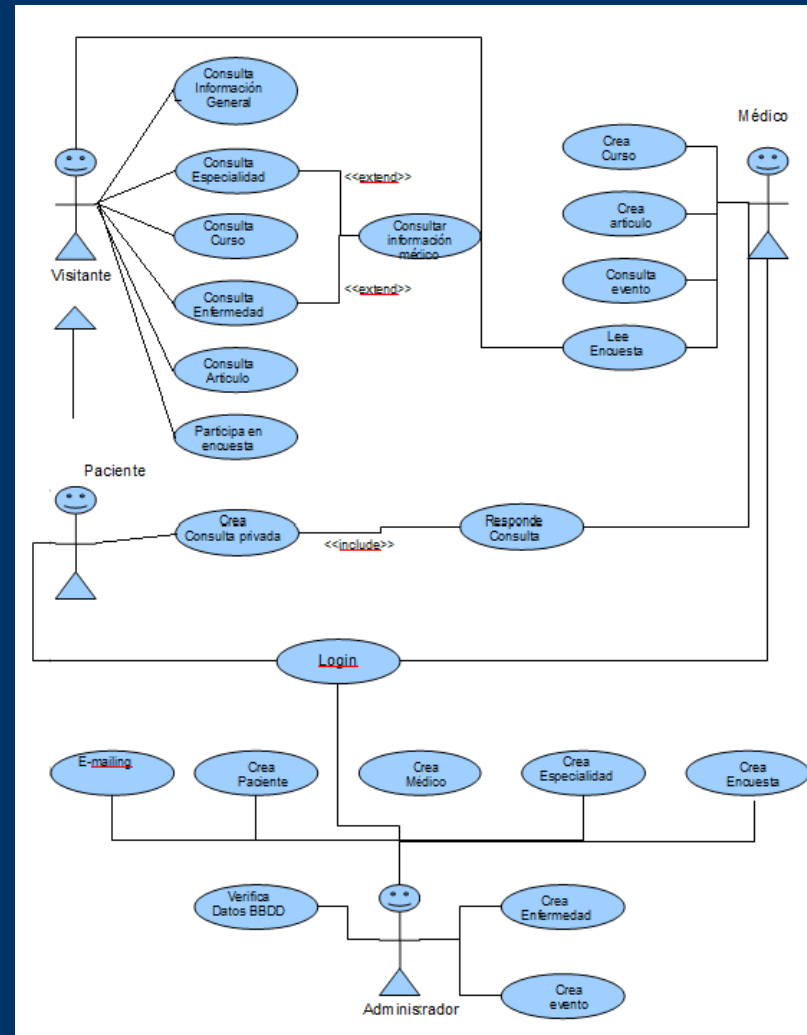 Consulta
Información
General
Médico
Crea
Curso
Consulta
Especialidad
<<extend>>
Crea
articulo
Consulta
Curso
Consultar
información
médico
Visitante
Consulta
evento
<<extend>>
Consulta
Enfermedad
Lee
Encuesta
Consulta
Articulo
Participa en
encuesta
Paciente
Crea
Consulta privada
<<include>>
Responde
Consulta
Login
E-mailing
Crea
Paciente
Crea
Médico
Crea
Especialidad
Crea
Encuesta
Verifica
Datos BBDD
Crea
Enfermedad
Crea
evento
Administrador